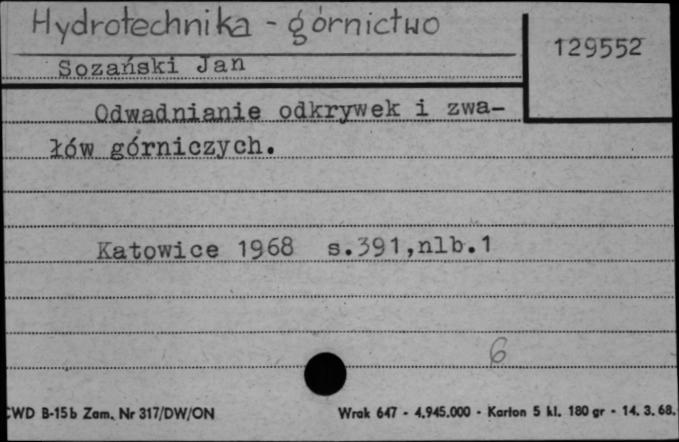 Hydrotechnika - górnictwo
129552
Sozański Jan
Odwadnianie odkrywek i zwa-
łów górniczych.
Katowice 1968 s.391,nlb.1
6
CWD B-15b Zam. Nr 317/DW/ON
Wrak 647 - 4.945.000 - Karton 5 kl. 180 gr - 14. 3. 68.